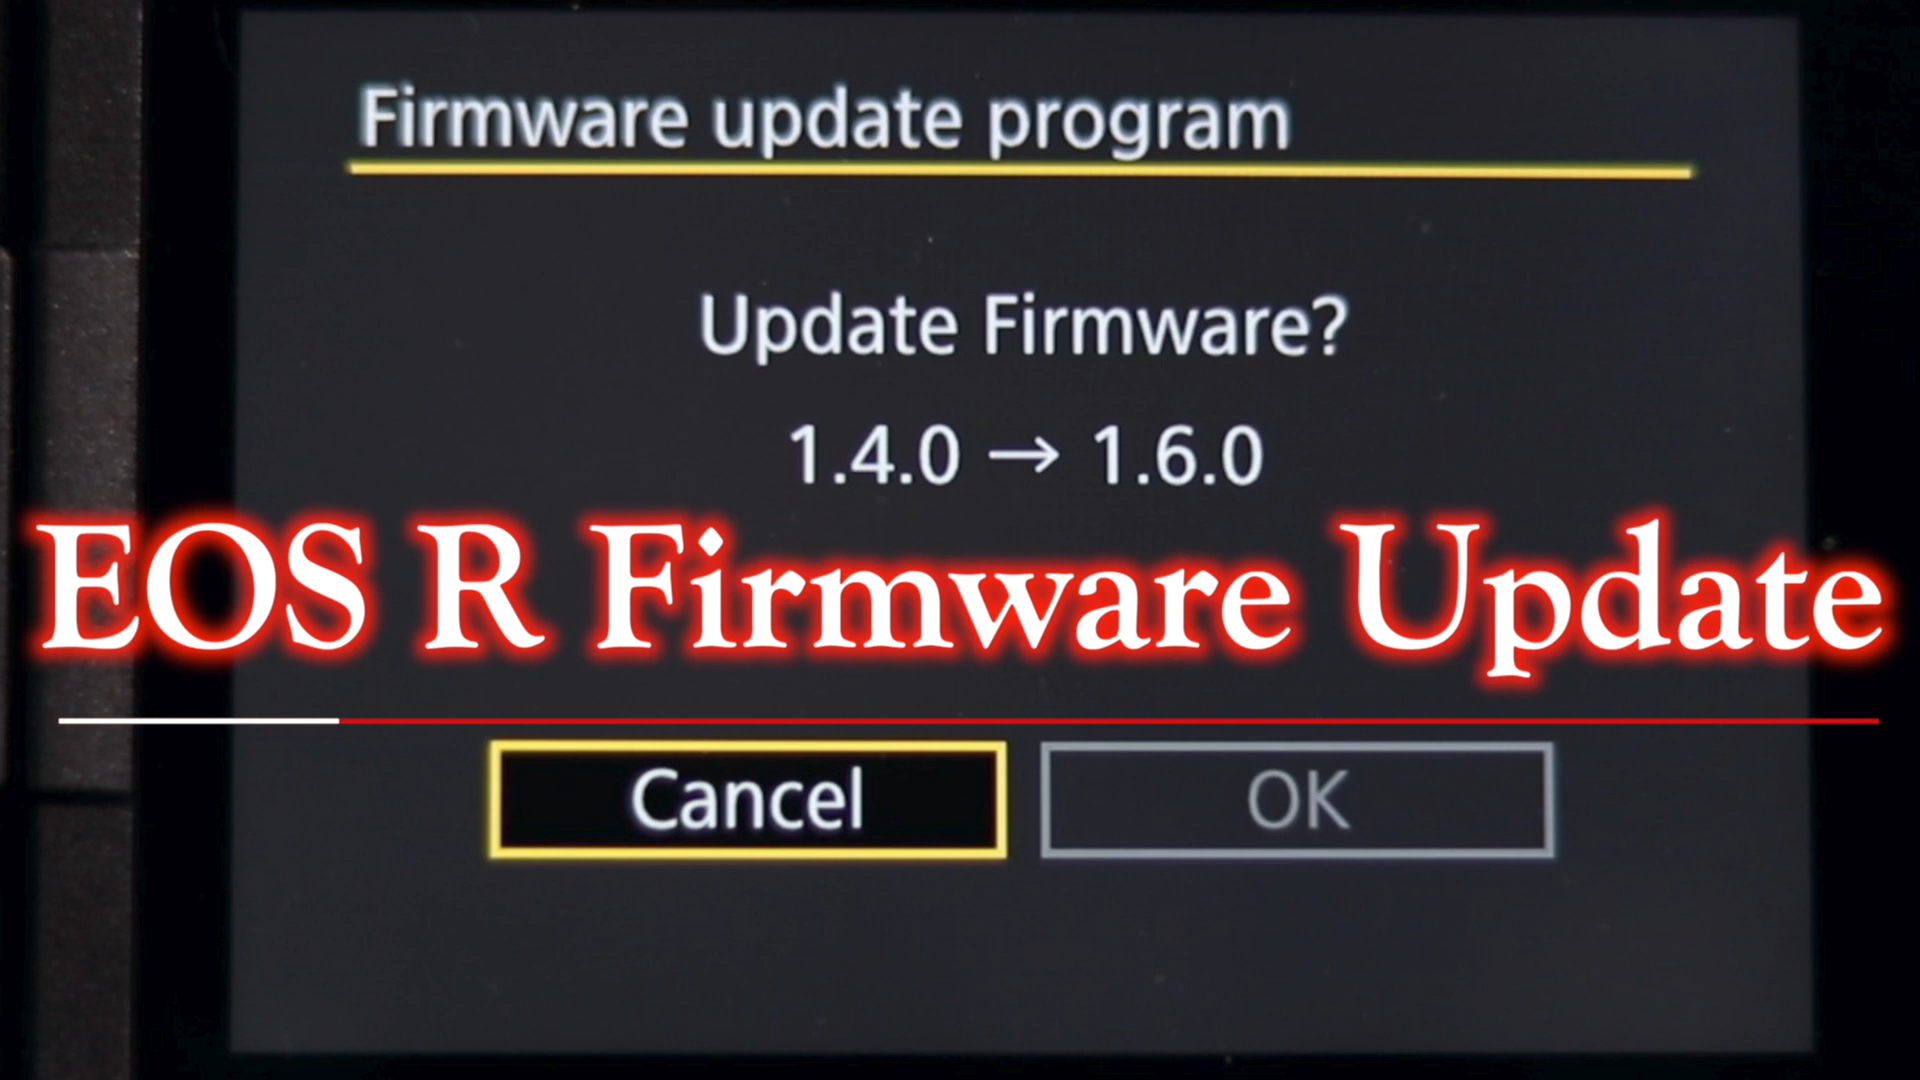 Firmware update program
Update Firmware?
1.4.0 → 1.6.0
EOS R Firmware Update
Cancel
OK